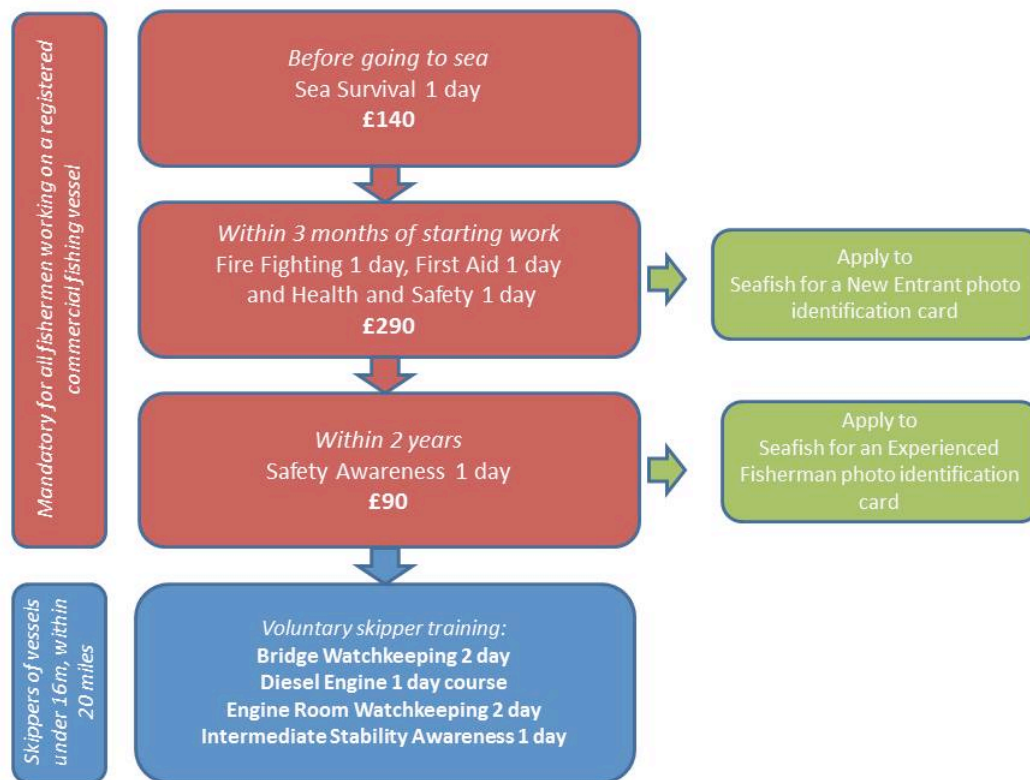 Mandatory for all fishermen working on a registered
commercial fishing vessel
Before going to sea
Sea Survival 1 day
£140
Within 3 months of starting work
Fire Fighting 1 day, First Aid 1 day
and Health and Safety 1 day
£290
Apply to
Seafish for a New Entrant photo
identification card
Within 2 years
Safety Awareness 1 day
£90
Apply to
Seafish for an Experienced
Fisherman photo identification
card
Skippers of vessels
under 16m, within
20 miles
Voluntary skipper training:
Bridge Watchkeeping 2 day
Diesel Engine 1 day course
Engine Room Watchkeeping 2 day
Intermediate Stability Awareness 1 day